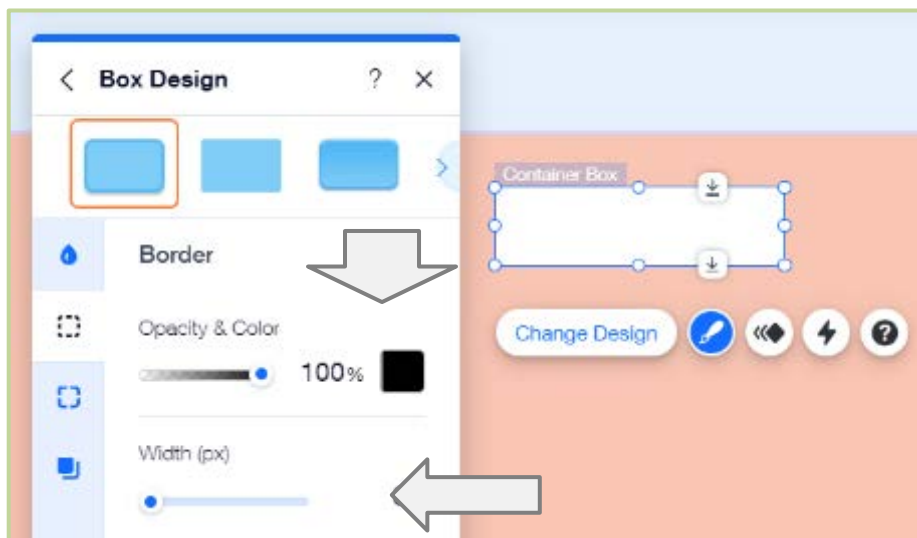 Box Design ?
Container Box
Border
Opacity & Color
100%
Change Design ?
Width (px)